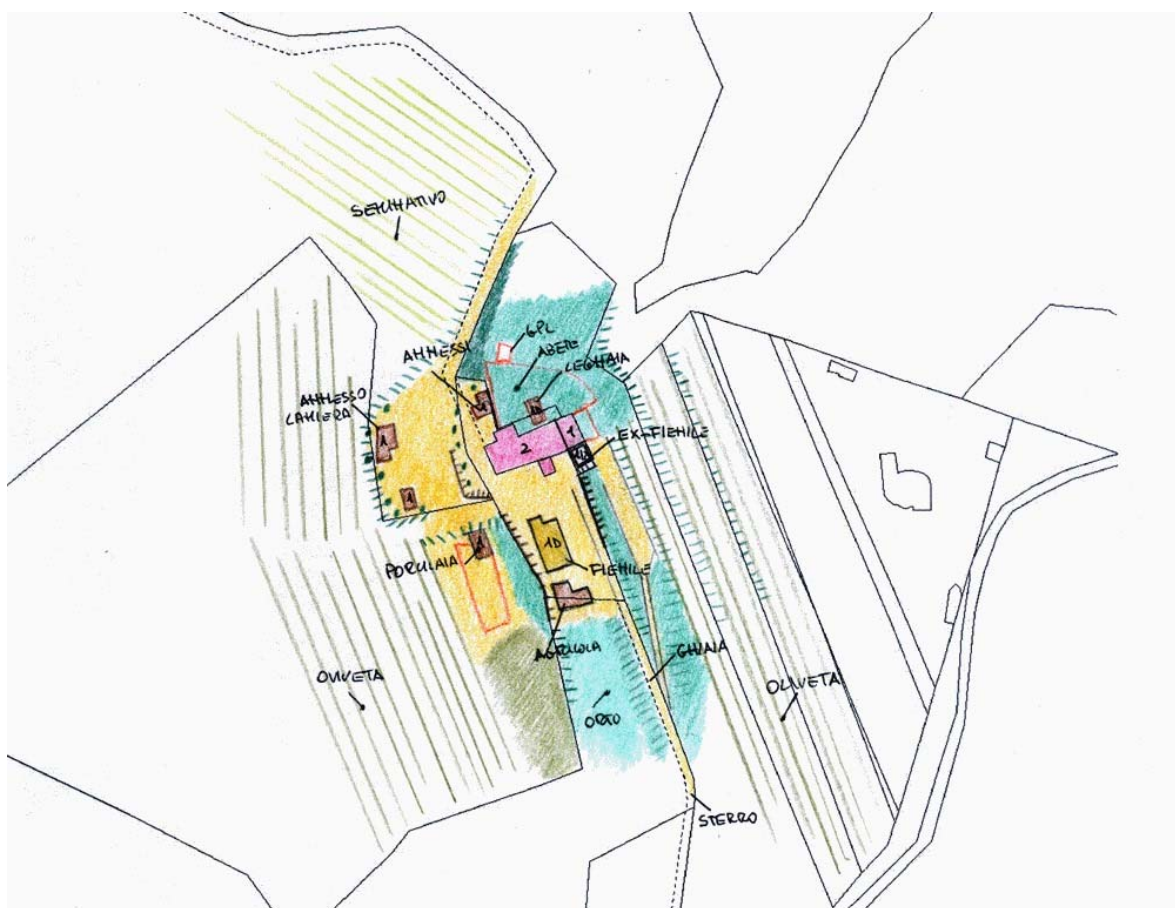 SEMINATIVO
GPL
ABETE
ANNESSI
LEGNAIA
ANNESSO
LAMIERA
A
A
1D
1
2
EX-FIENILE
A
A
PORCILAIA
1D
FIENILE
AGRICOLA
GHIAIA
OLIVETA
OLIVETA
ORTO
STERRO